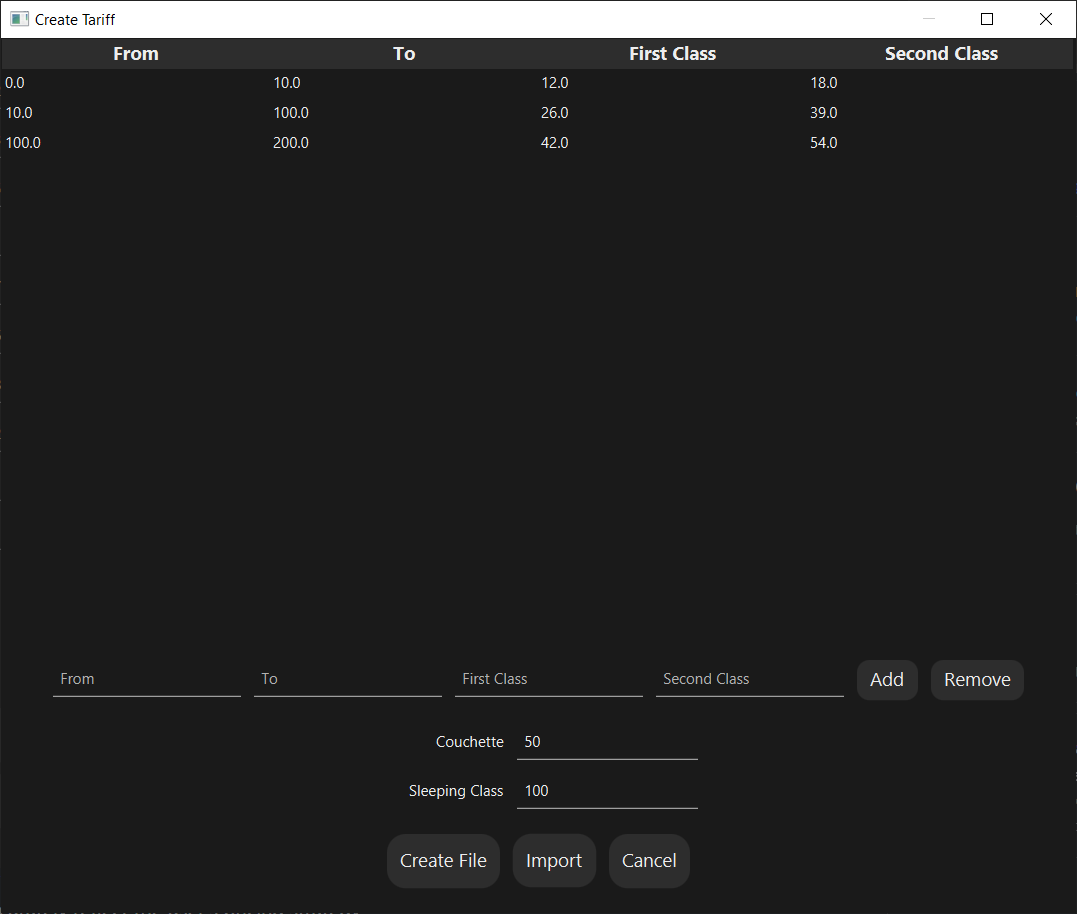 Create Tariff
From To First Class Second Class
0.0 10.0 12.0 18.0
10.0 100.0 26.0 39.0
100.0 200.0 42.0 54.0
From To First Class Second Class Add Remove
Couchette 50
Sleeping Class 100
Create File Import Cancel